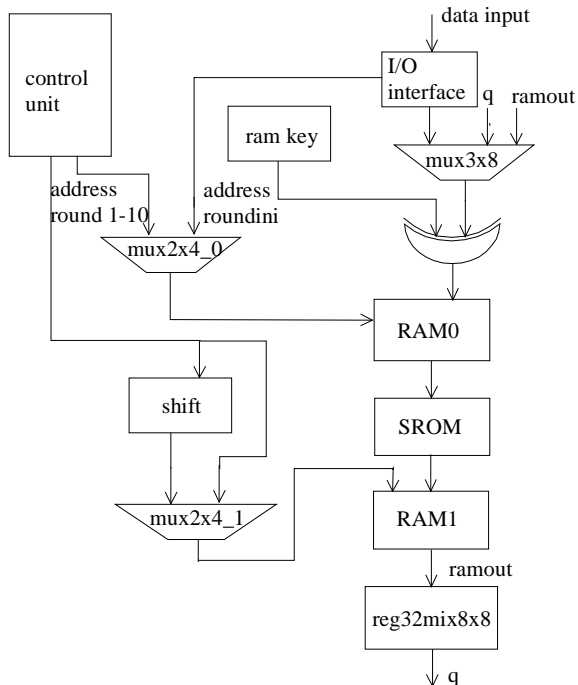 data input
control
unit
I/O
interface
q
ramout
ram key
mux3x8
address
round 1-10
address
roundini
mux2x4_0
RAM0
shift
SROM
mux2x4_1
RAM1
ramout
reg32mix8x8
q